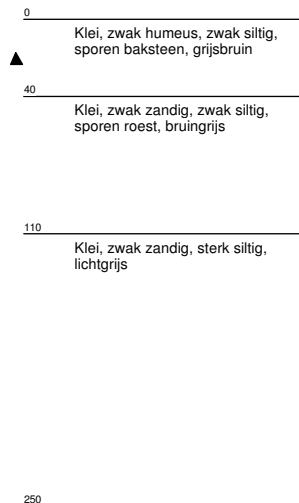 0
Klei, zwak humeus, zwak siltig,
sporen baksteen, grijsbruin
40
Klei, zwak zandig, zwak siltig,
sporen roest, bruingrijs
110
Klei, zwak zandig, sterk siltig,
lichtgrijs
250